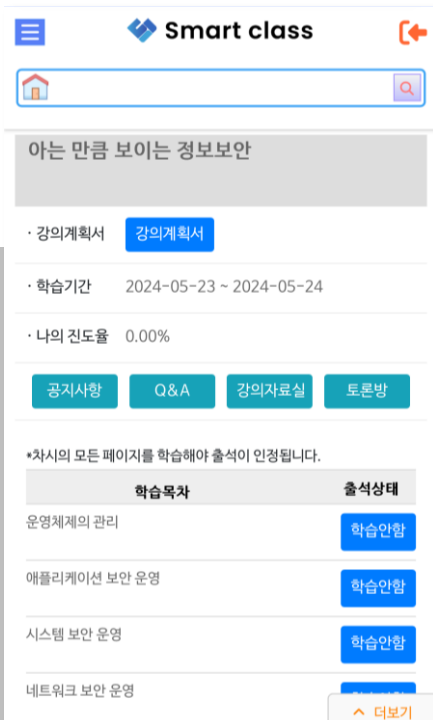 Smart class
아는 만큼 보이는 정보보안
· 강의계획서 강의계획서
· 학습기간 2024-05-23 ~ 2024-05-24
· 나의 진도율 0.00%
공지사항 Q&A 강의자료실 토론방
*차시의 모든 페이지를 학습해야 출석이 인정됩니다.
학습목차 출석상태
운영체제의 관리 학습안함
애플리케이션 보안 운영 학습안함
시스템 보안 운영 학습안함
네트워크 보안 운영
더보기